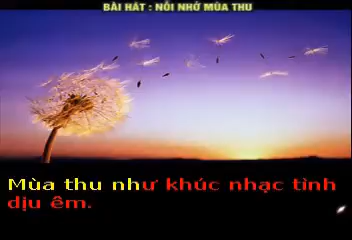 BÀI HÁT : NỖI NHỚ MÙA THU
Mùa thu như khúc nhạc tình
dịu êm.